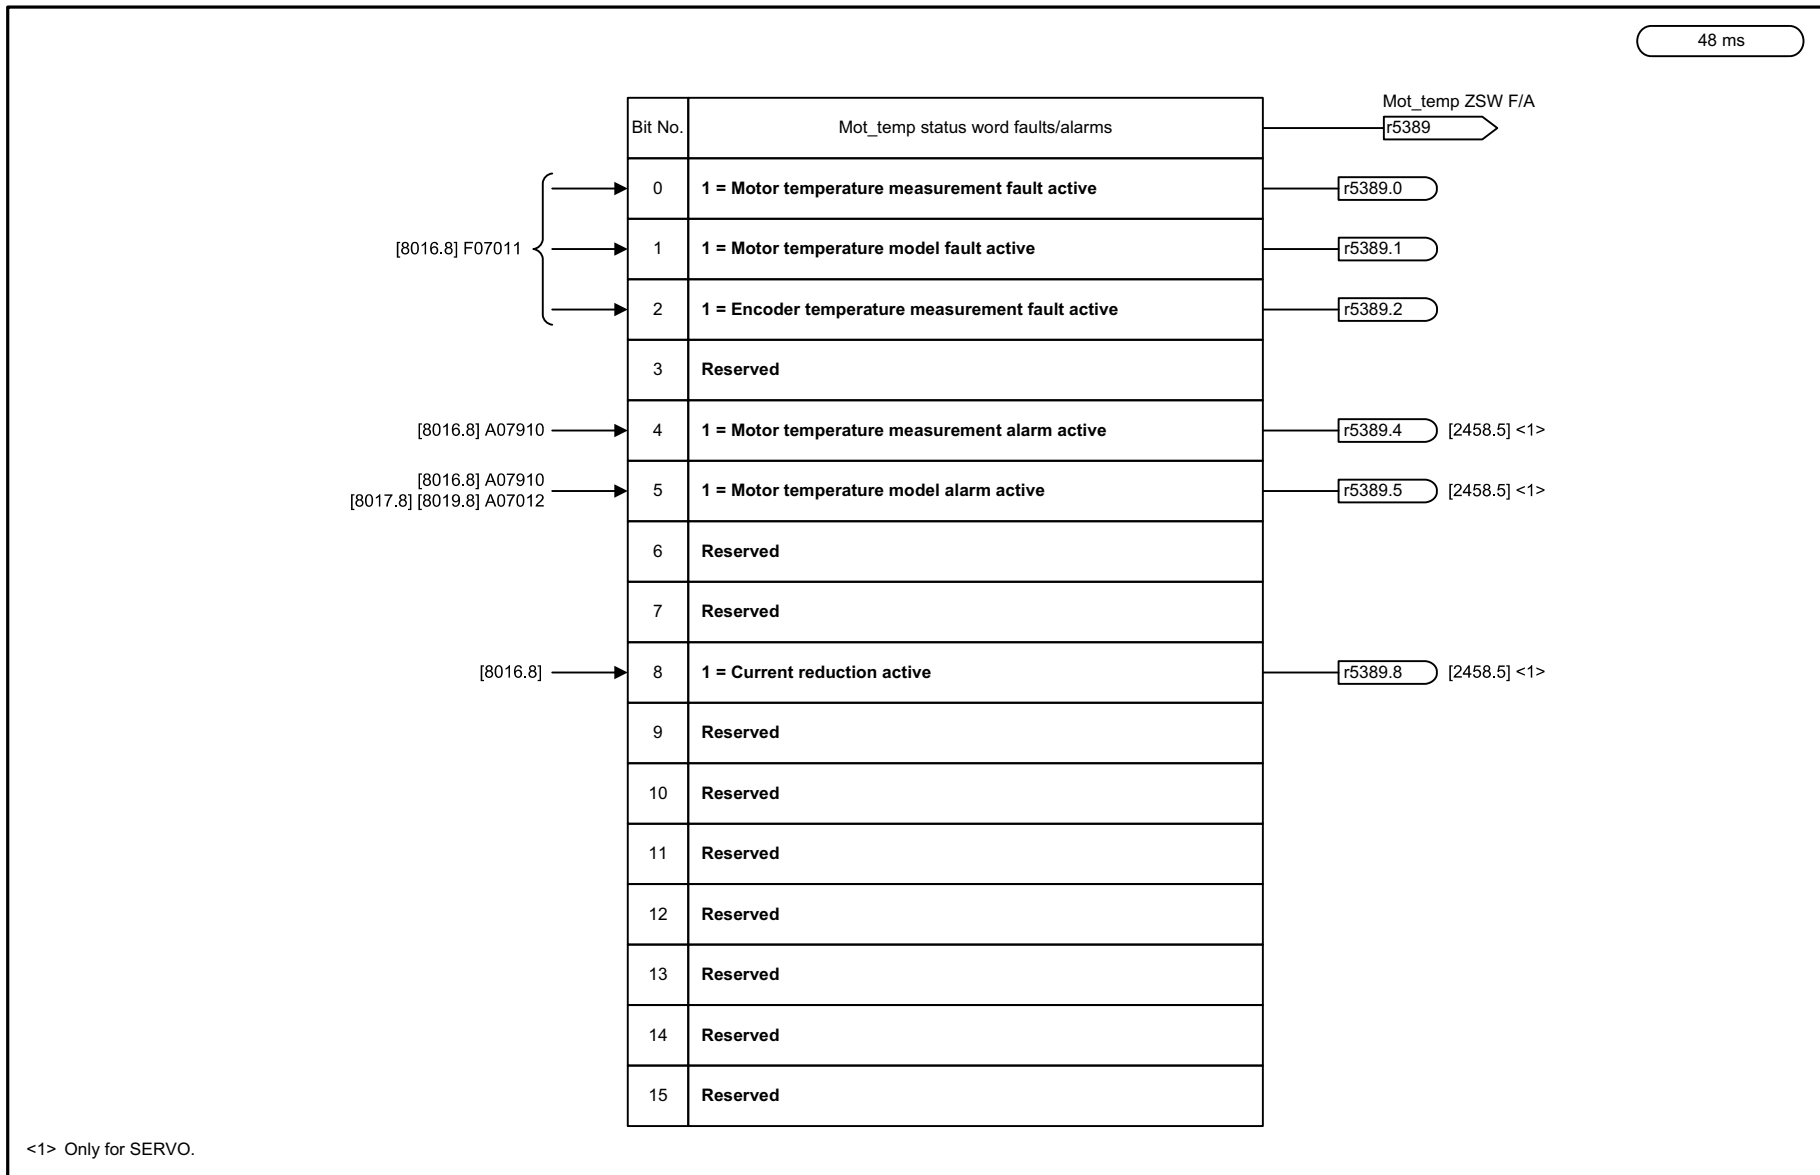 48 ms
Mot_temp ZSW F/A
Bit No. Mot_temp status word faults/alarms r5389
0 1 = Motor temperature measurement fault active r5389.0
[8016.8] F07011 1 1 = Motor temperature model fault active r5389.1
2 1 = Encoder temperature measurement fault active r5389.2
3 Reserved
[8016.8] A07910 4 1 = Motor temperature measurement alarm active r5389.4 [2458.5] <1>
[8016.8] A07910
[8017.8] [8019.8] A07012 5 1 = Motor temperature model alarm active r5389.5 [2458.5] <1>
6 Reserved
7 Reserved
[8016.8] 8 1 = Current reduction active r5389.8 [2458.5] <1>
9 Reserved
10 Reserved
11 Reserved
12 Reserved
13 Reserved
14 Reserved
15 Reserved
<1> Only for SERVO.